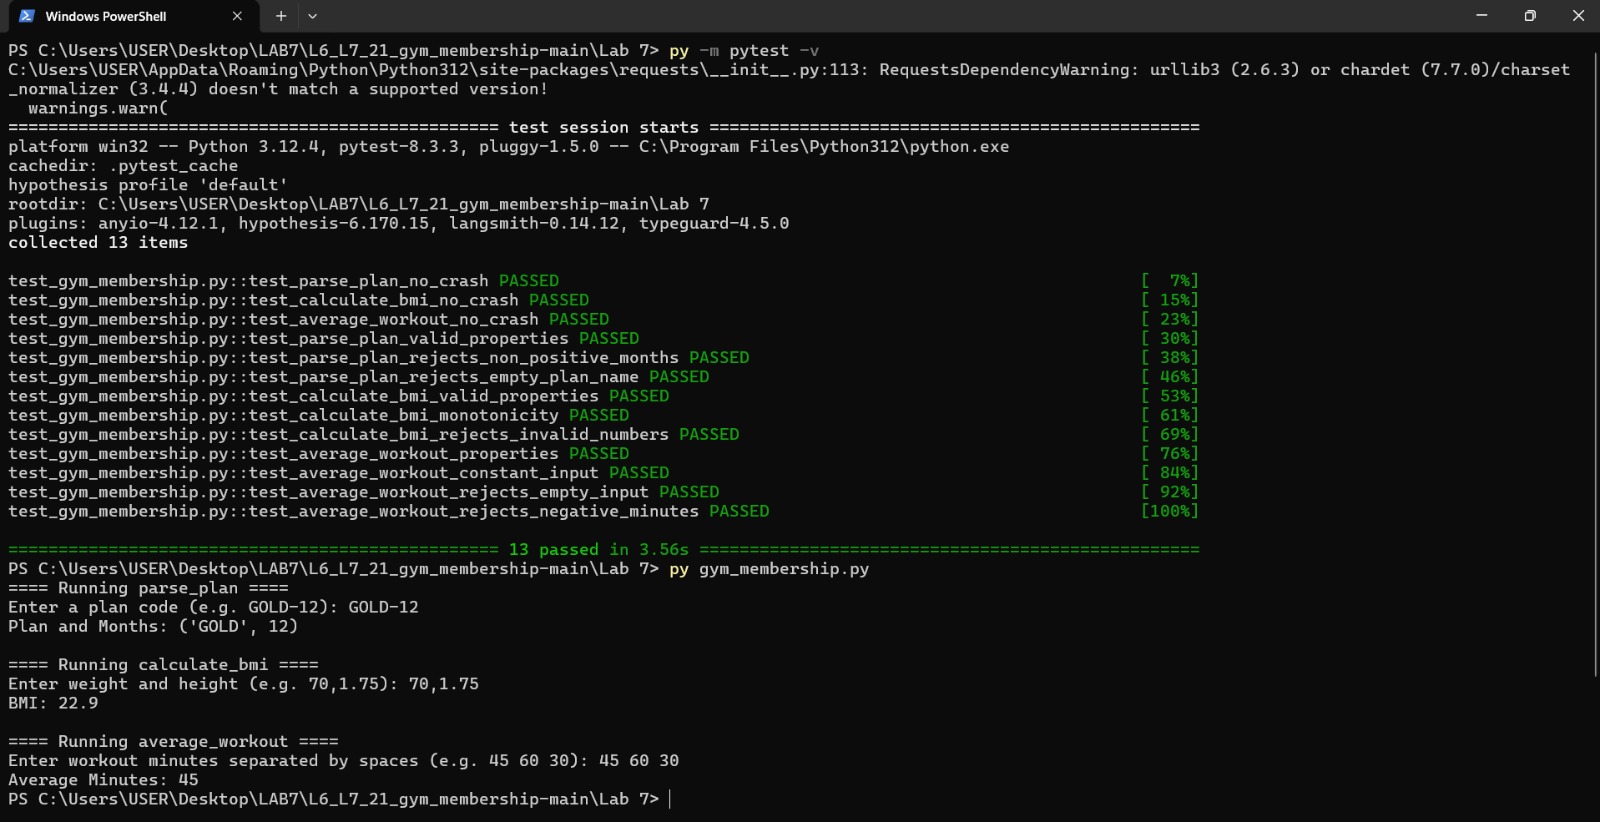 Windows PowerShell
PS C:\Users\USER\Desktop\LAB7\L6_L7_21_gym_membership-main\Lab 7> py -m pytest -v
C:\Users\USER\AppData\Roaming\Python\Python312\site-packages\requests\__init__.py:113: RequestsDependencyWarning: urllib3 (2.6.3) or chardet (7.7.0)/charset
_normalizer (3.4.4) doesn't match a supported version!
  warnings.warn(
================================================= test session starts =================================================
platform win32 -- Python 3.12.4, pytest-8.3.3, pluggy-1.5.0 -- C:\Program Files\Python312\python.exe
cachedir: .pytest_cache
hypothesis profile 'default'
rootdir: C:\Users\USER\Desktop\LAB7\L6_L7_21_gym_membership-main\Lab 7
plugins: anyio-4.12.1, hypothesis-6.170.15, langsmith-0.14.12, typeguard-4.5.0
collected 13 items

test_gym_membership.py::test_parse_plan_no_crash PASSED [  7%]
test_gym_membership.py::test_calculate_bmi_no_crash PASSED [ 15%]
test_gym_membership.py::test_average_workout_no_crash PASSED [ 23%]
test_gym_membership.py::test_parse_plan_valid_properties PASSED [ 30%]
test_gym_membership.py::test_parse_plan_rejects_non_positive_months PASSED [ 38%]
test_gym_membership.py::test_parse_plan_rejects_empty_plan_name PASSED [ 46%]
test_gym_membership.py::test_calculate_bmi_valid_properties PASSED [ 53%]
test_gym_membership.py::test_calculate_bmi_monotonicity PASSED [ 61%]
test_gym_membership.py::test_calculate_bmi_rejects_invalid_numbers PASSED [ 69%]
test_gym_membership.py::test_average_workout_properties PASSED [ 76%]
test_gym_membership.py::test_average_workout_constant_input PASSED [ 84%]
test_gym_membership.py::test_average_workout_rejects_empty_input PASSED [ 92%]
test_gym_membership.py::test_average_workout_rejects_negative_minutes PASSED [100%]

================================================= 13 passed in 3.56s ==================================================
PS C:\Users\USER\Desktop\LAB7\L6_L7_21_gym_membership-main\Lab 7> py gym_membership.py
==== Running parse_plan ====
Enter a plan code (e.g. GOLD-12): GOLD-12
Plan and Months: ('GOLD', 12)

==== Running calculate_bmi ====
Enter weight and height (e.g. 70,1.75): 70,1.75
BMI: 22.9

==== Running average_workout ====
Enter workout minutes separated by spaces (e.g. 45 60 30): 45 60 30
Average Minutes: 45
PS C:\Users\USER\Desktop\LAB7\L6_L7_21_gym_membership-main\Lab 7>